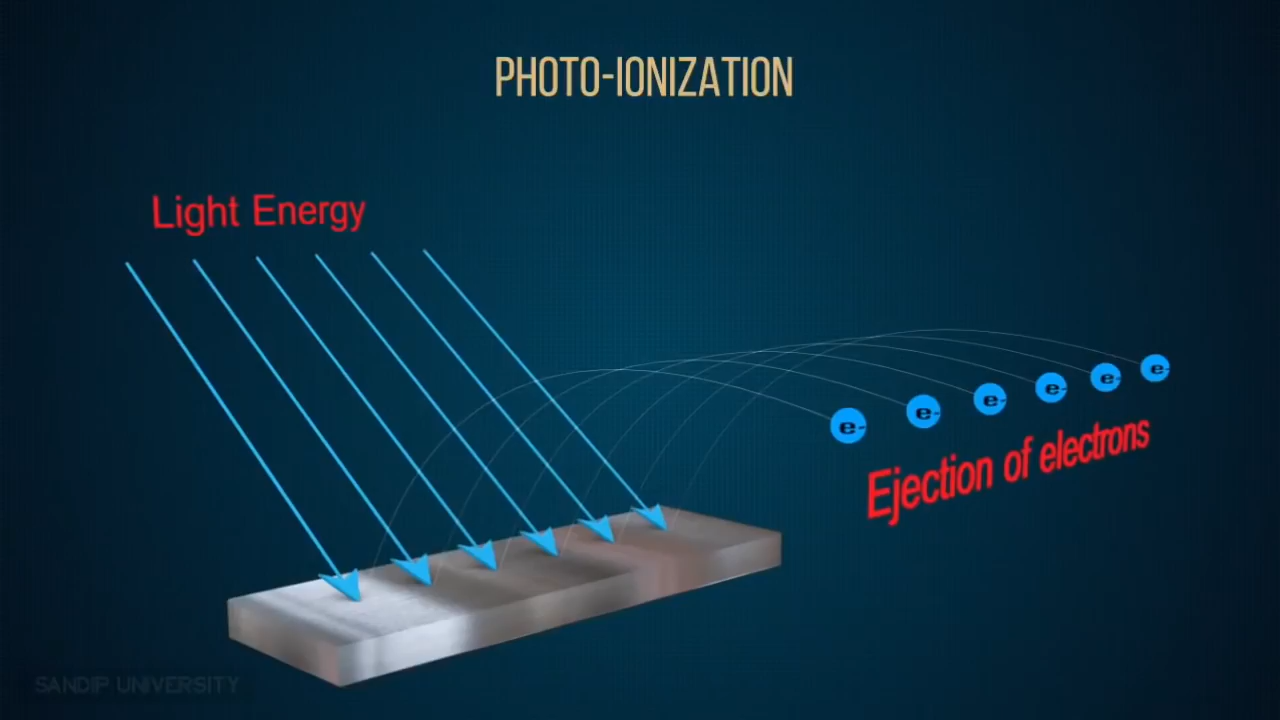 PHOTO-IONIZATION
Light Energy
e-
e-
e-
e-
e-
e-
Ejection of electrons
SANDIP UNIVERSITY